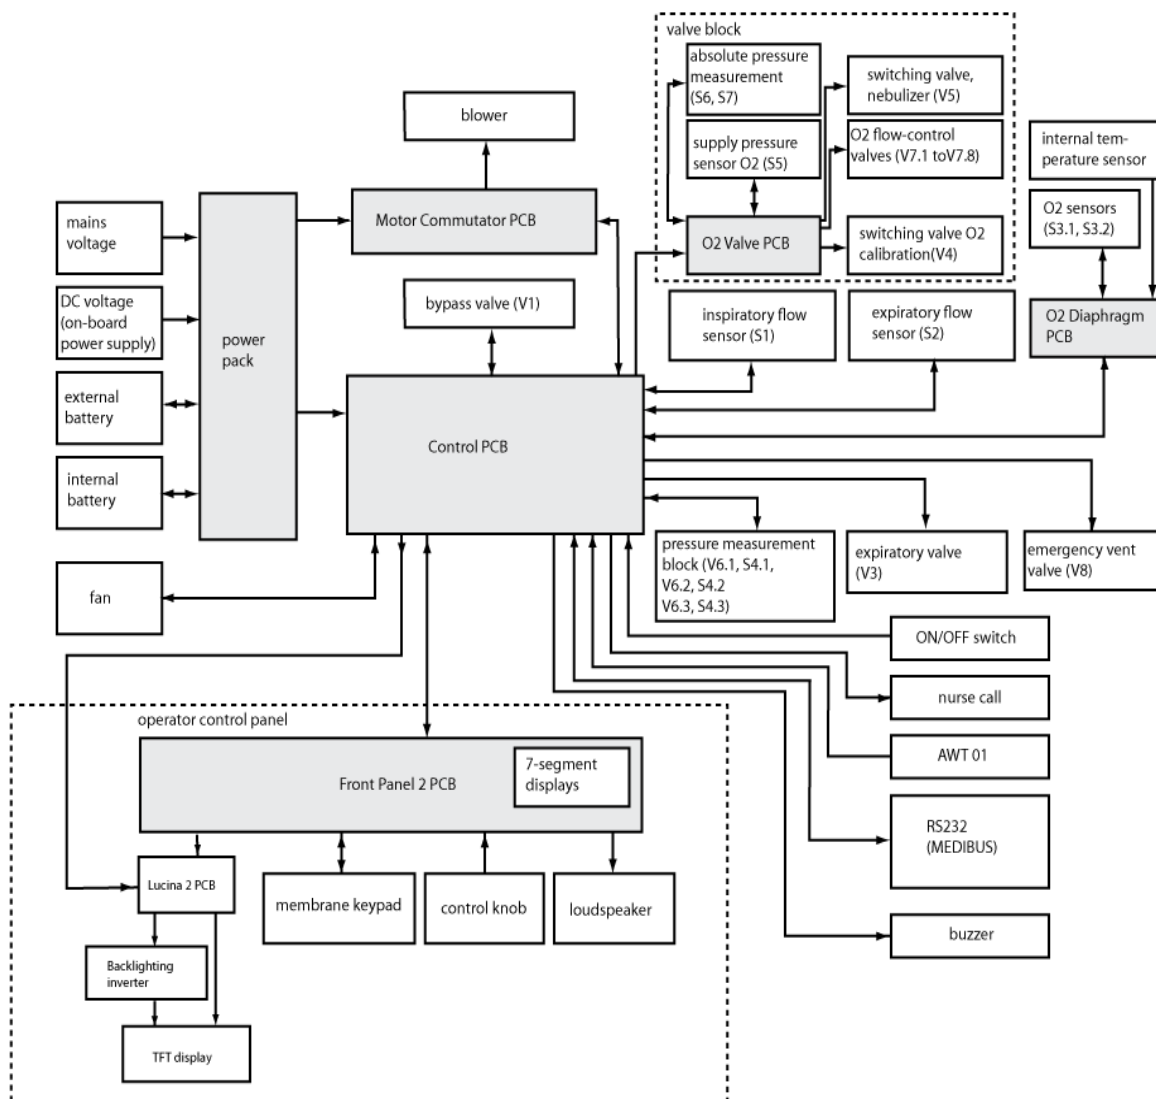 valve block
absolute pressure
measurement
(S6, S7)
switching valve,
nebulizer (V5)
blower
supply pressure
sensor O2 (S5)
O2 flow-control
valves (V7.1 toV7.8)
internal tem-
perature sensor
mains
voltage
Motor Commutator PCB
O2 Valve PCB
switching valve O2
calibration(V4)
O2 sensors
(S3.1, S3.2)
DC voltage
(on-board
power supply)
power
pack
bypass valve (V1)
inspiratory flow
sensor (S1)
expiratory flow
sensor (S2)
O2 Diaphragm
PCB
external
battery
Control PCB
internal
battery
pressure measurement
block (V6.1, S4.1,
V6.2, S4.2
V6.3, S4.3)
expiratory valve
(V3)
emergency vent
valve (V8)
fan
ON/OFF switch
nurse call
operator control panel
AWT 01
7-segment
displays
Front Panel 2 PCB
RS232
(MEDIBUS)
Lucina 2 PCB
membrane keypad
control knob
loudspeaker
buzzer
Backlighting
inverter
TFT display